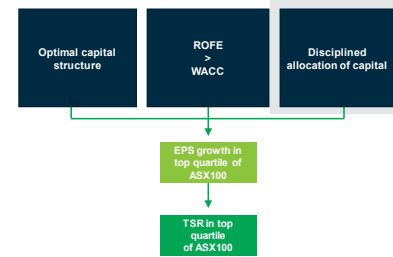 Optimal capital
structure
ROFE
>
WACC
Disciplined
allocation of capital
EPS growth in
top quartile of
ASX100
TSR in top
quartile
of ASX100